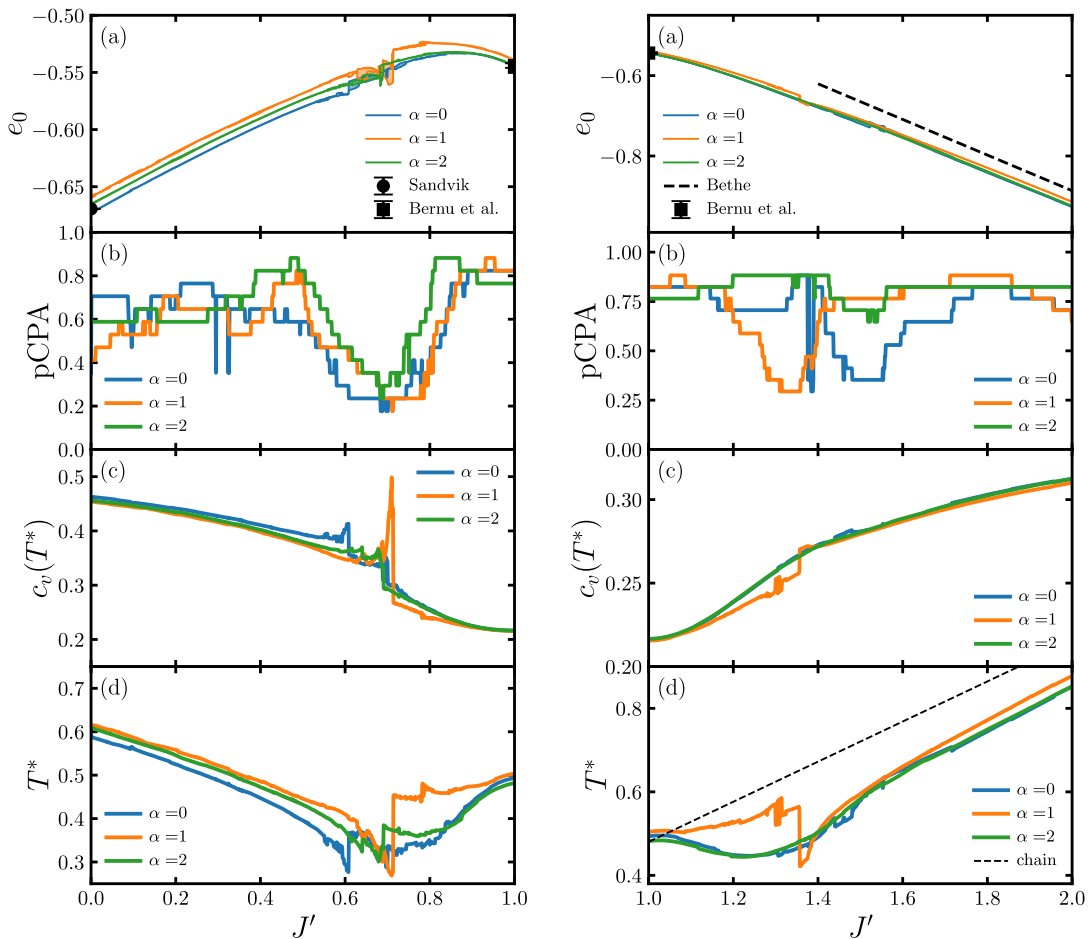 (a)
e0
−0.50
−0.55
−0.60
−0.65
α =0
α =1
α =2
Sandvik
Bernu et al.
(b)
pCPA
1.0
0.8
0.6
0.4
0.2
0.0
α =0
α =1
α =2
(c)
cv(T*)
0.5
0.4
0.3
0.2
α =0
α =1
α =2
(d)
T*
0.7
0.6
0.5
0.4
0.3
α =0
α =1
α =2
0.0 0.2 0.4 0.6 0.8 1.0
J′
(a)
e0
−0.6
−0.8
α =0
α =1
α =2
Bethe
Bernu et al.
(b)
pCPA
1.00
0.75
0.50
0.25
0.00
α =0
α =1
α =2
(c)
cv(T*)
0.30
0.25
0.20
α =0
α =1
α =2
(d)
T*
0.8
0.6
0.4
α =0
α =1
α =2
chain
1.0 1.2 1.4 1.6 1.8 2.0
J′